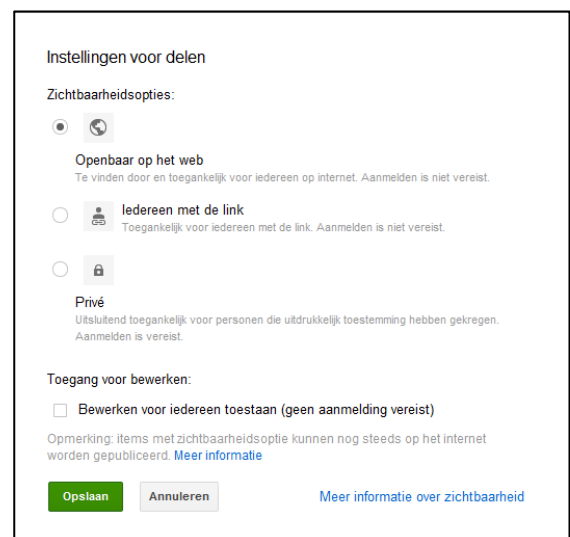 Instellingen voor delen
Zichtbaarheidsopties:
Openbaar op het web
Te vinden door en toegankelijk voor iedereen op internet. Aanmelden is niet vereist.
Iedereen met de link
Toegankelijk voor iedereen met de link. Aanmelden is niet vereist.
Privé
Uitsluitend toegankelijk voor personen die uitdrukkelijk toestemming hebben gekregen.
Aanmelden is vereist.
Toegang voor bewerken:
Bewerken voor iedereen toestaan (geen aanmelding vereist)
Opmerking: items met zichtbaarheidsoptie kunnen nog steeds op het internet
worden gepubliceerd. Meer informatie
Opslaan Annuleren Meer informatie over zichtbaarheid